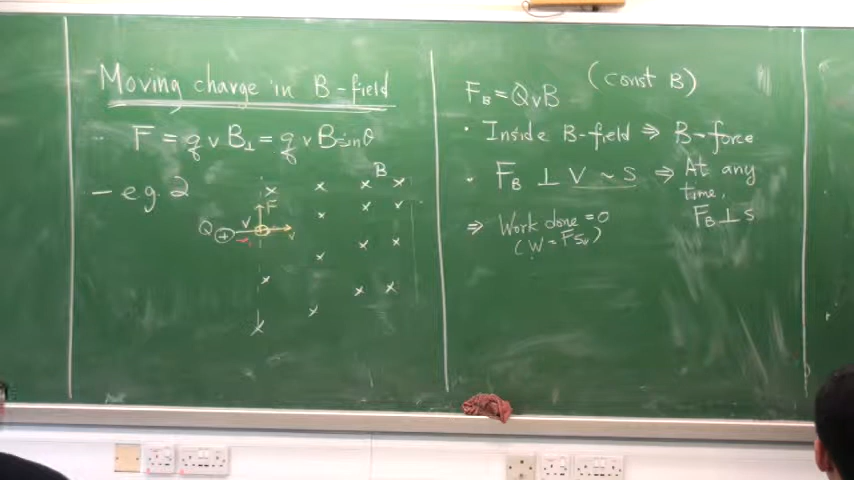 Moving charge in B-field
F = qvB⊥ = qvBsinθ
- e.g. 2
B
F
Q + v
v
F_B = QvB (const B)
· Inside B-field ⇒ B-force
· F_B ⊥ V ~ S ⇒ At any
time,
F_B ⊥ S
⇒ Work done = 0
(W = FS